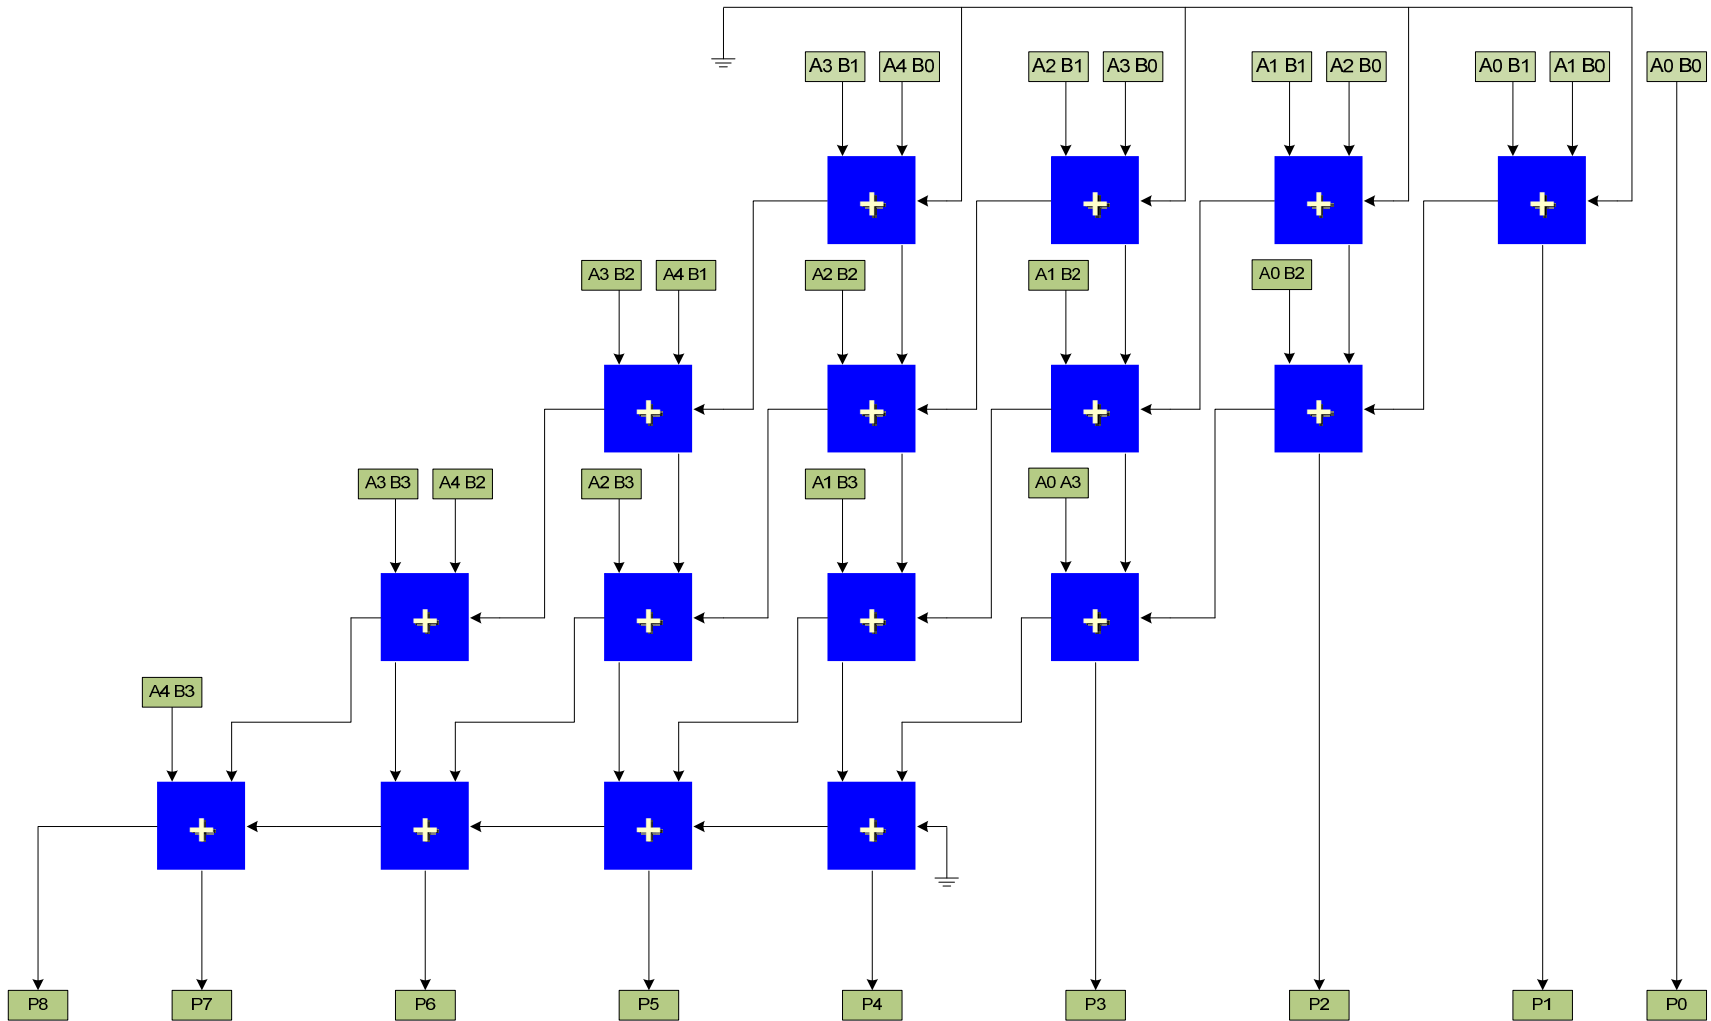 A3 B1 A4 B0 A2 B1 A3 B0 A1 B1 A2 B0 A0 B1 A1 B0 A0 B0
+ + + +
A3 B2 A4 B1 A2 B2 A1 B2 A0 B2
+ + + +
A3 B3 A4 B2 A2 B3 A1 B3 A0 A3
+ + + +
A4 B3
+ + + +
P8 P7 P6 P5 P4 P3 P2 P1 P0